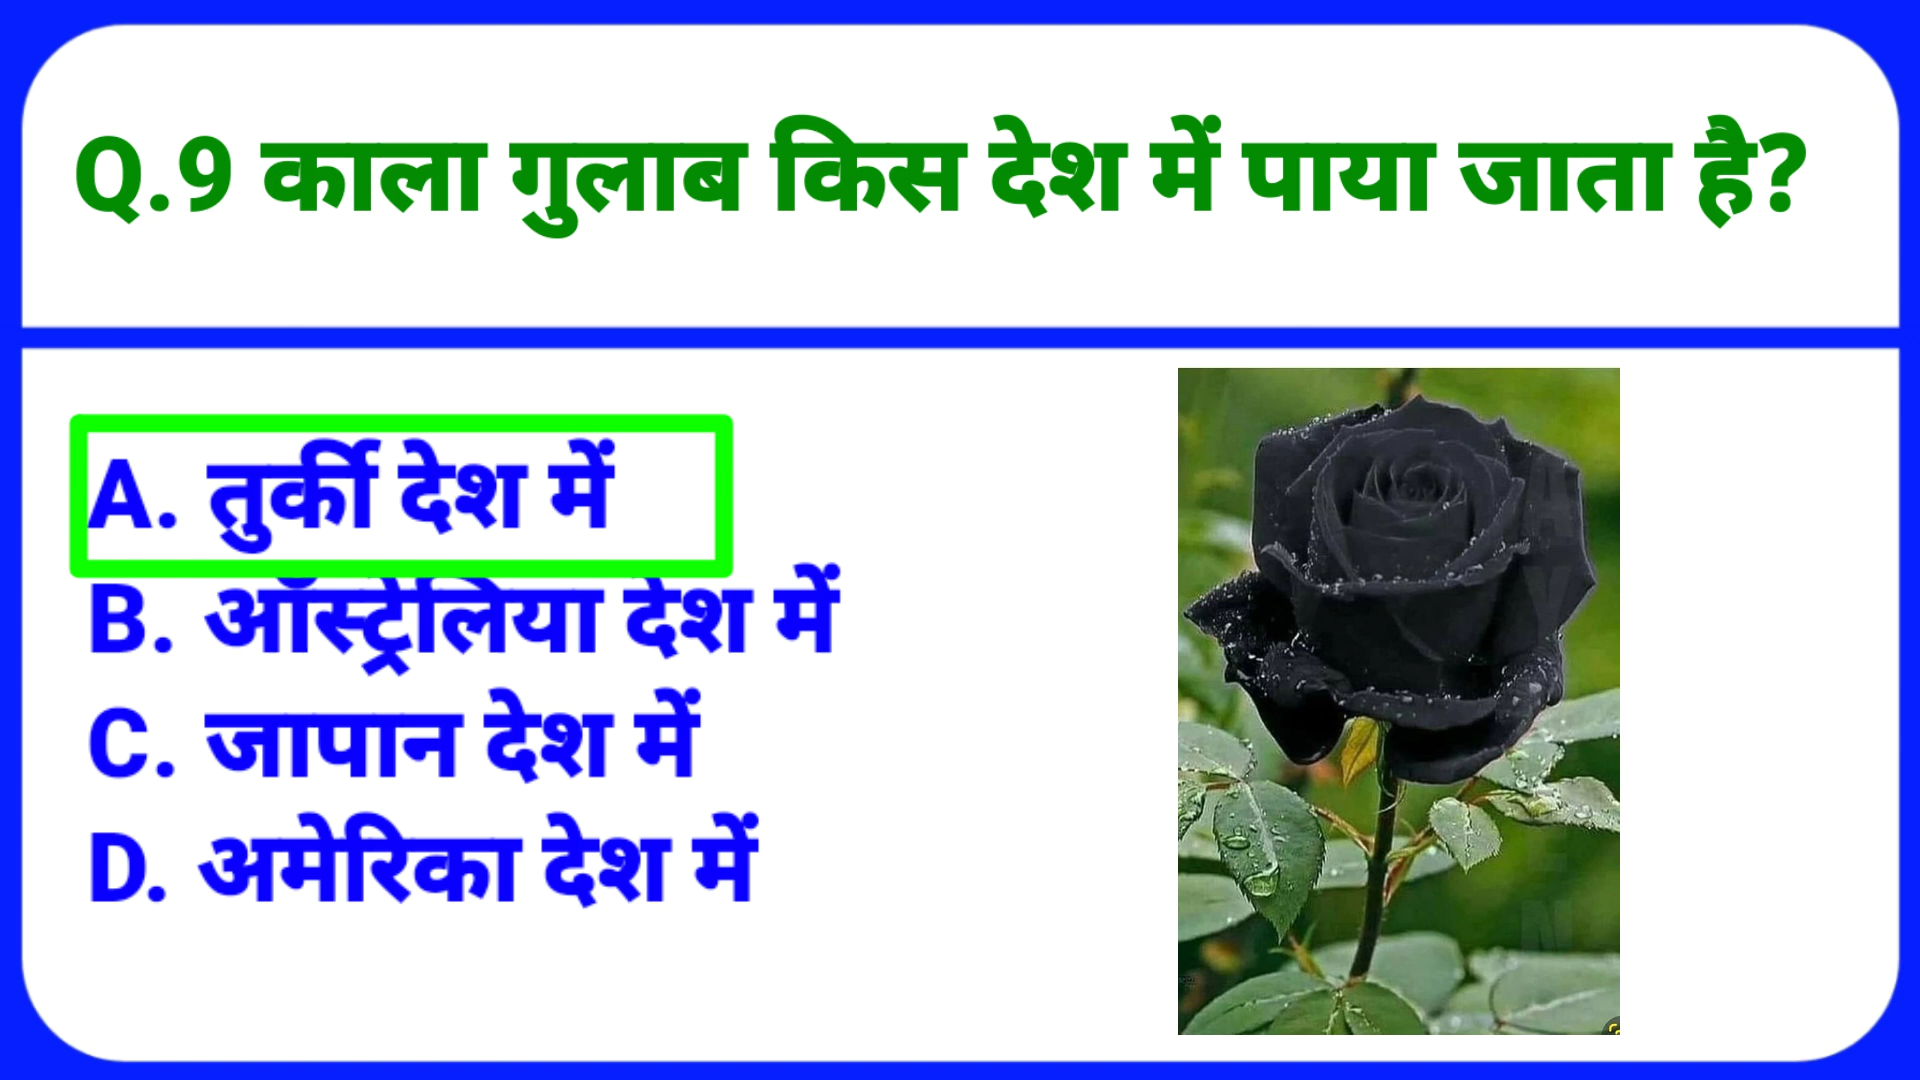 Q.9 काला गुलाब किस देश में पाया जाता है?
A. तुर्की देश में
B. ऑस्ट्रेलिया देश में
C. जापान देश में
D. अमेरिका देश में